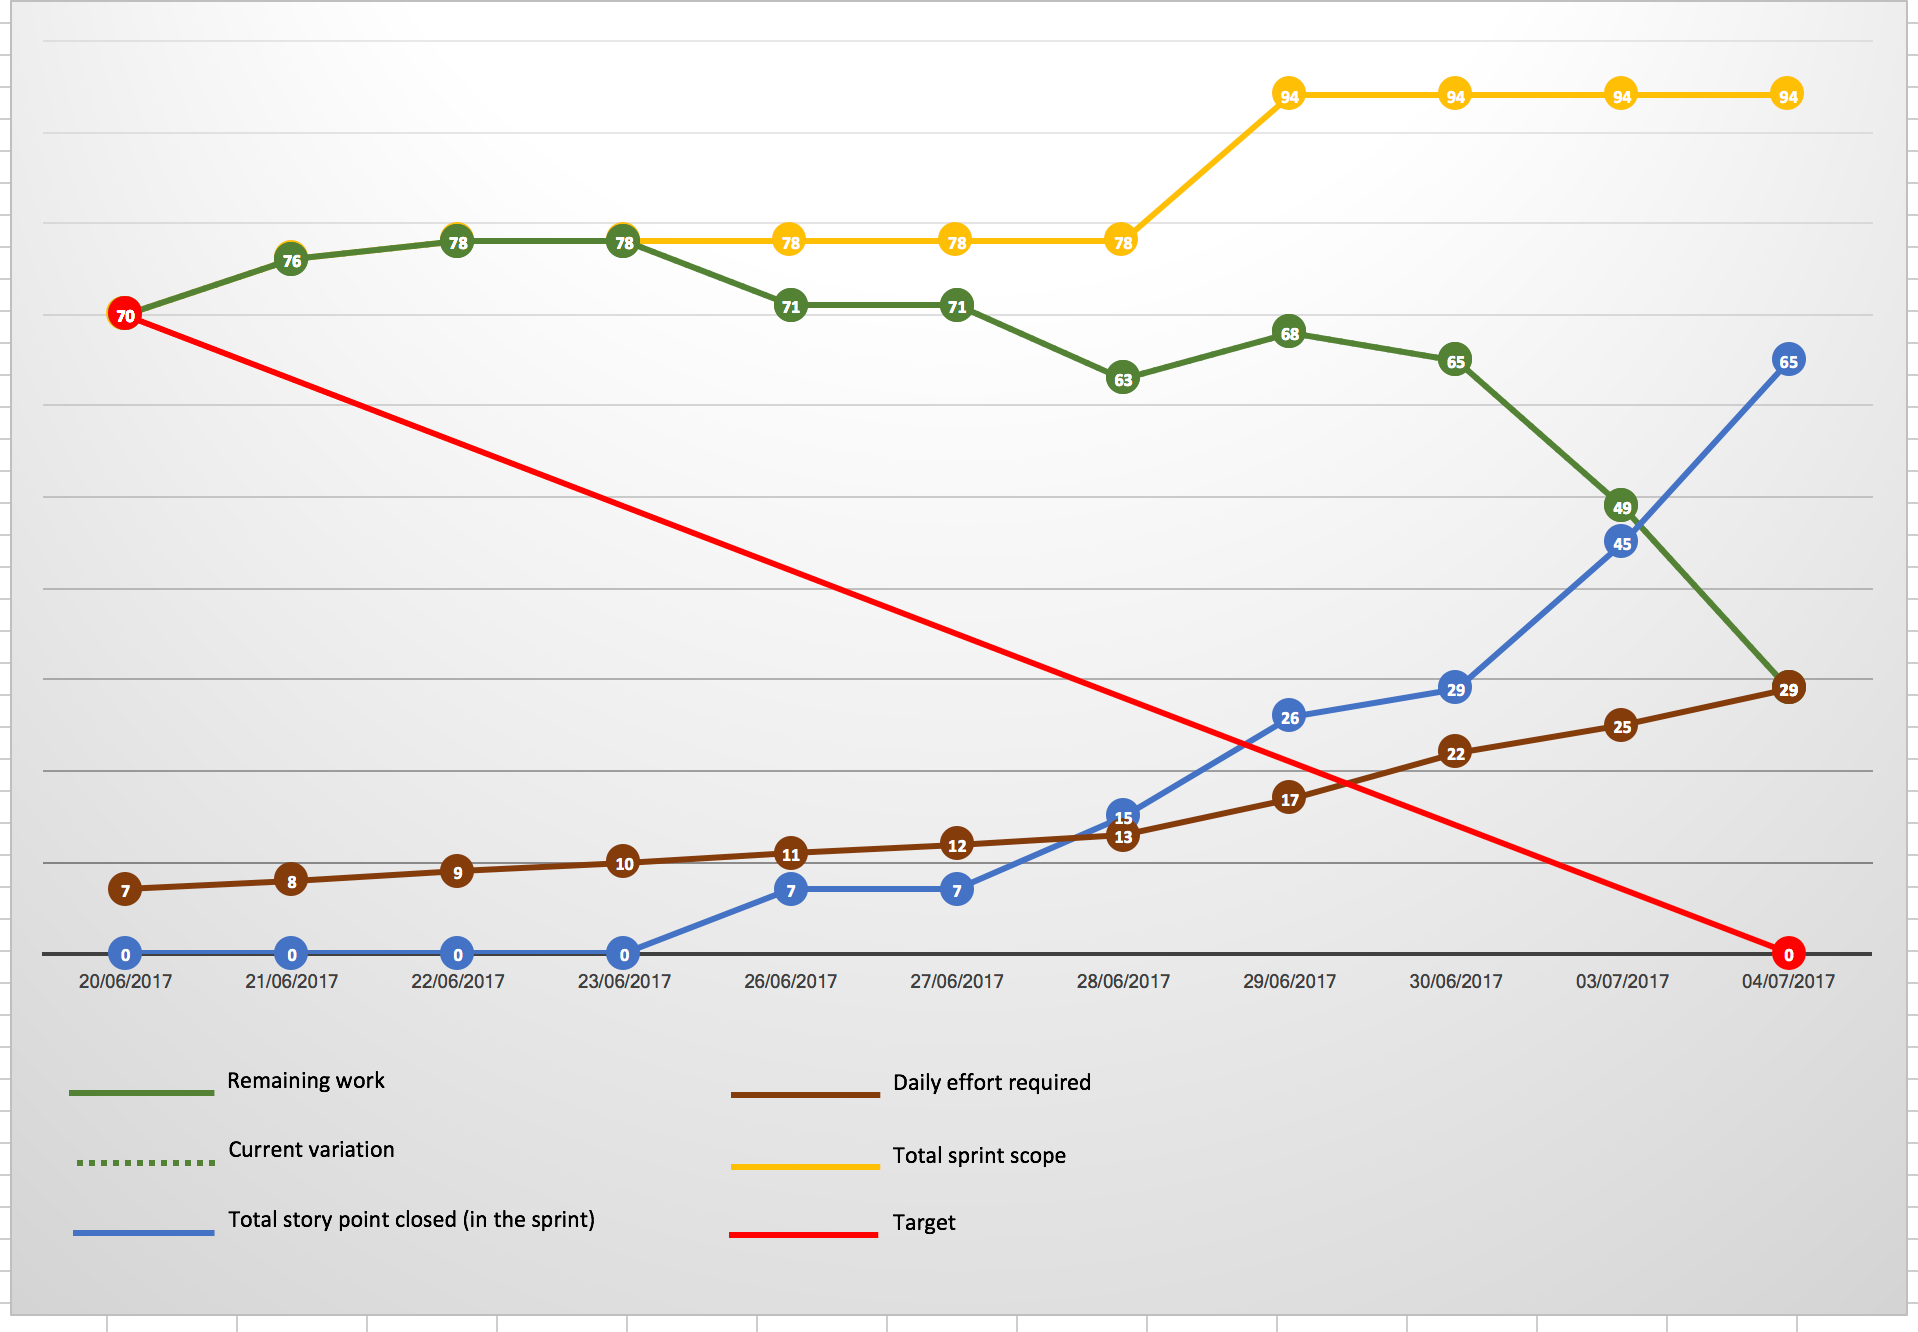 94 94 94 94
78 78 78 78 78
76
71 71
70
68
65 65
63
49
45
29 29
26
25
22
17
15
13
12
11
10
9
8
7 7 7
0 0 0 0 0
20/06/2017 21/06/2017 22/06/2017 23/06/2017 26/06/2017 27/06/2017 28/06/2017 29/06/2017 30/06/2017 03/07/2017 04/07/2017
Remaining work
Daily effort required
Current variation
Total sprint scope
Total story point closed (in the sprint)
Target